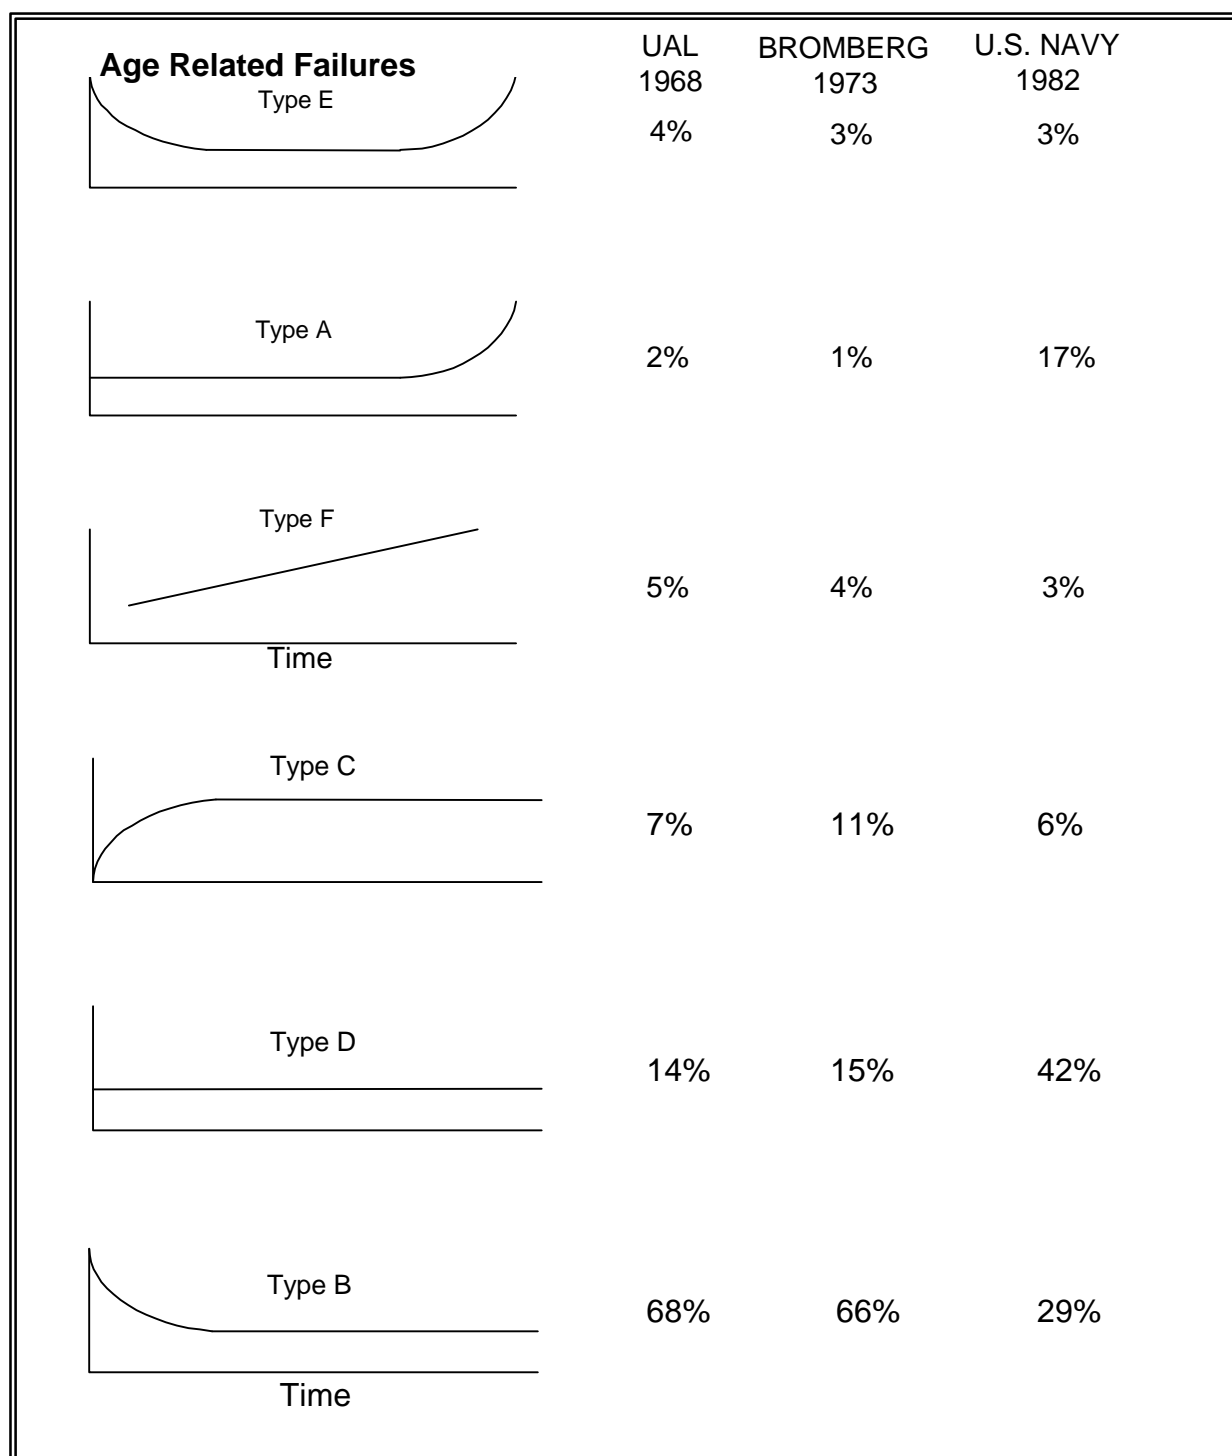 Age Related Failures
UAL BROMBERG U.S. NAVY
1968 1973 1982
Type E
4% 3% 3%
Type A
2% 1% 17%
Type F
5% 4% 3%
Time
Type C
7% 11% 6%
Type D
14% 15% 42%
Type B
68% 66% 29%
Time